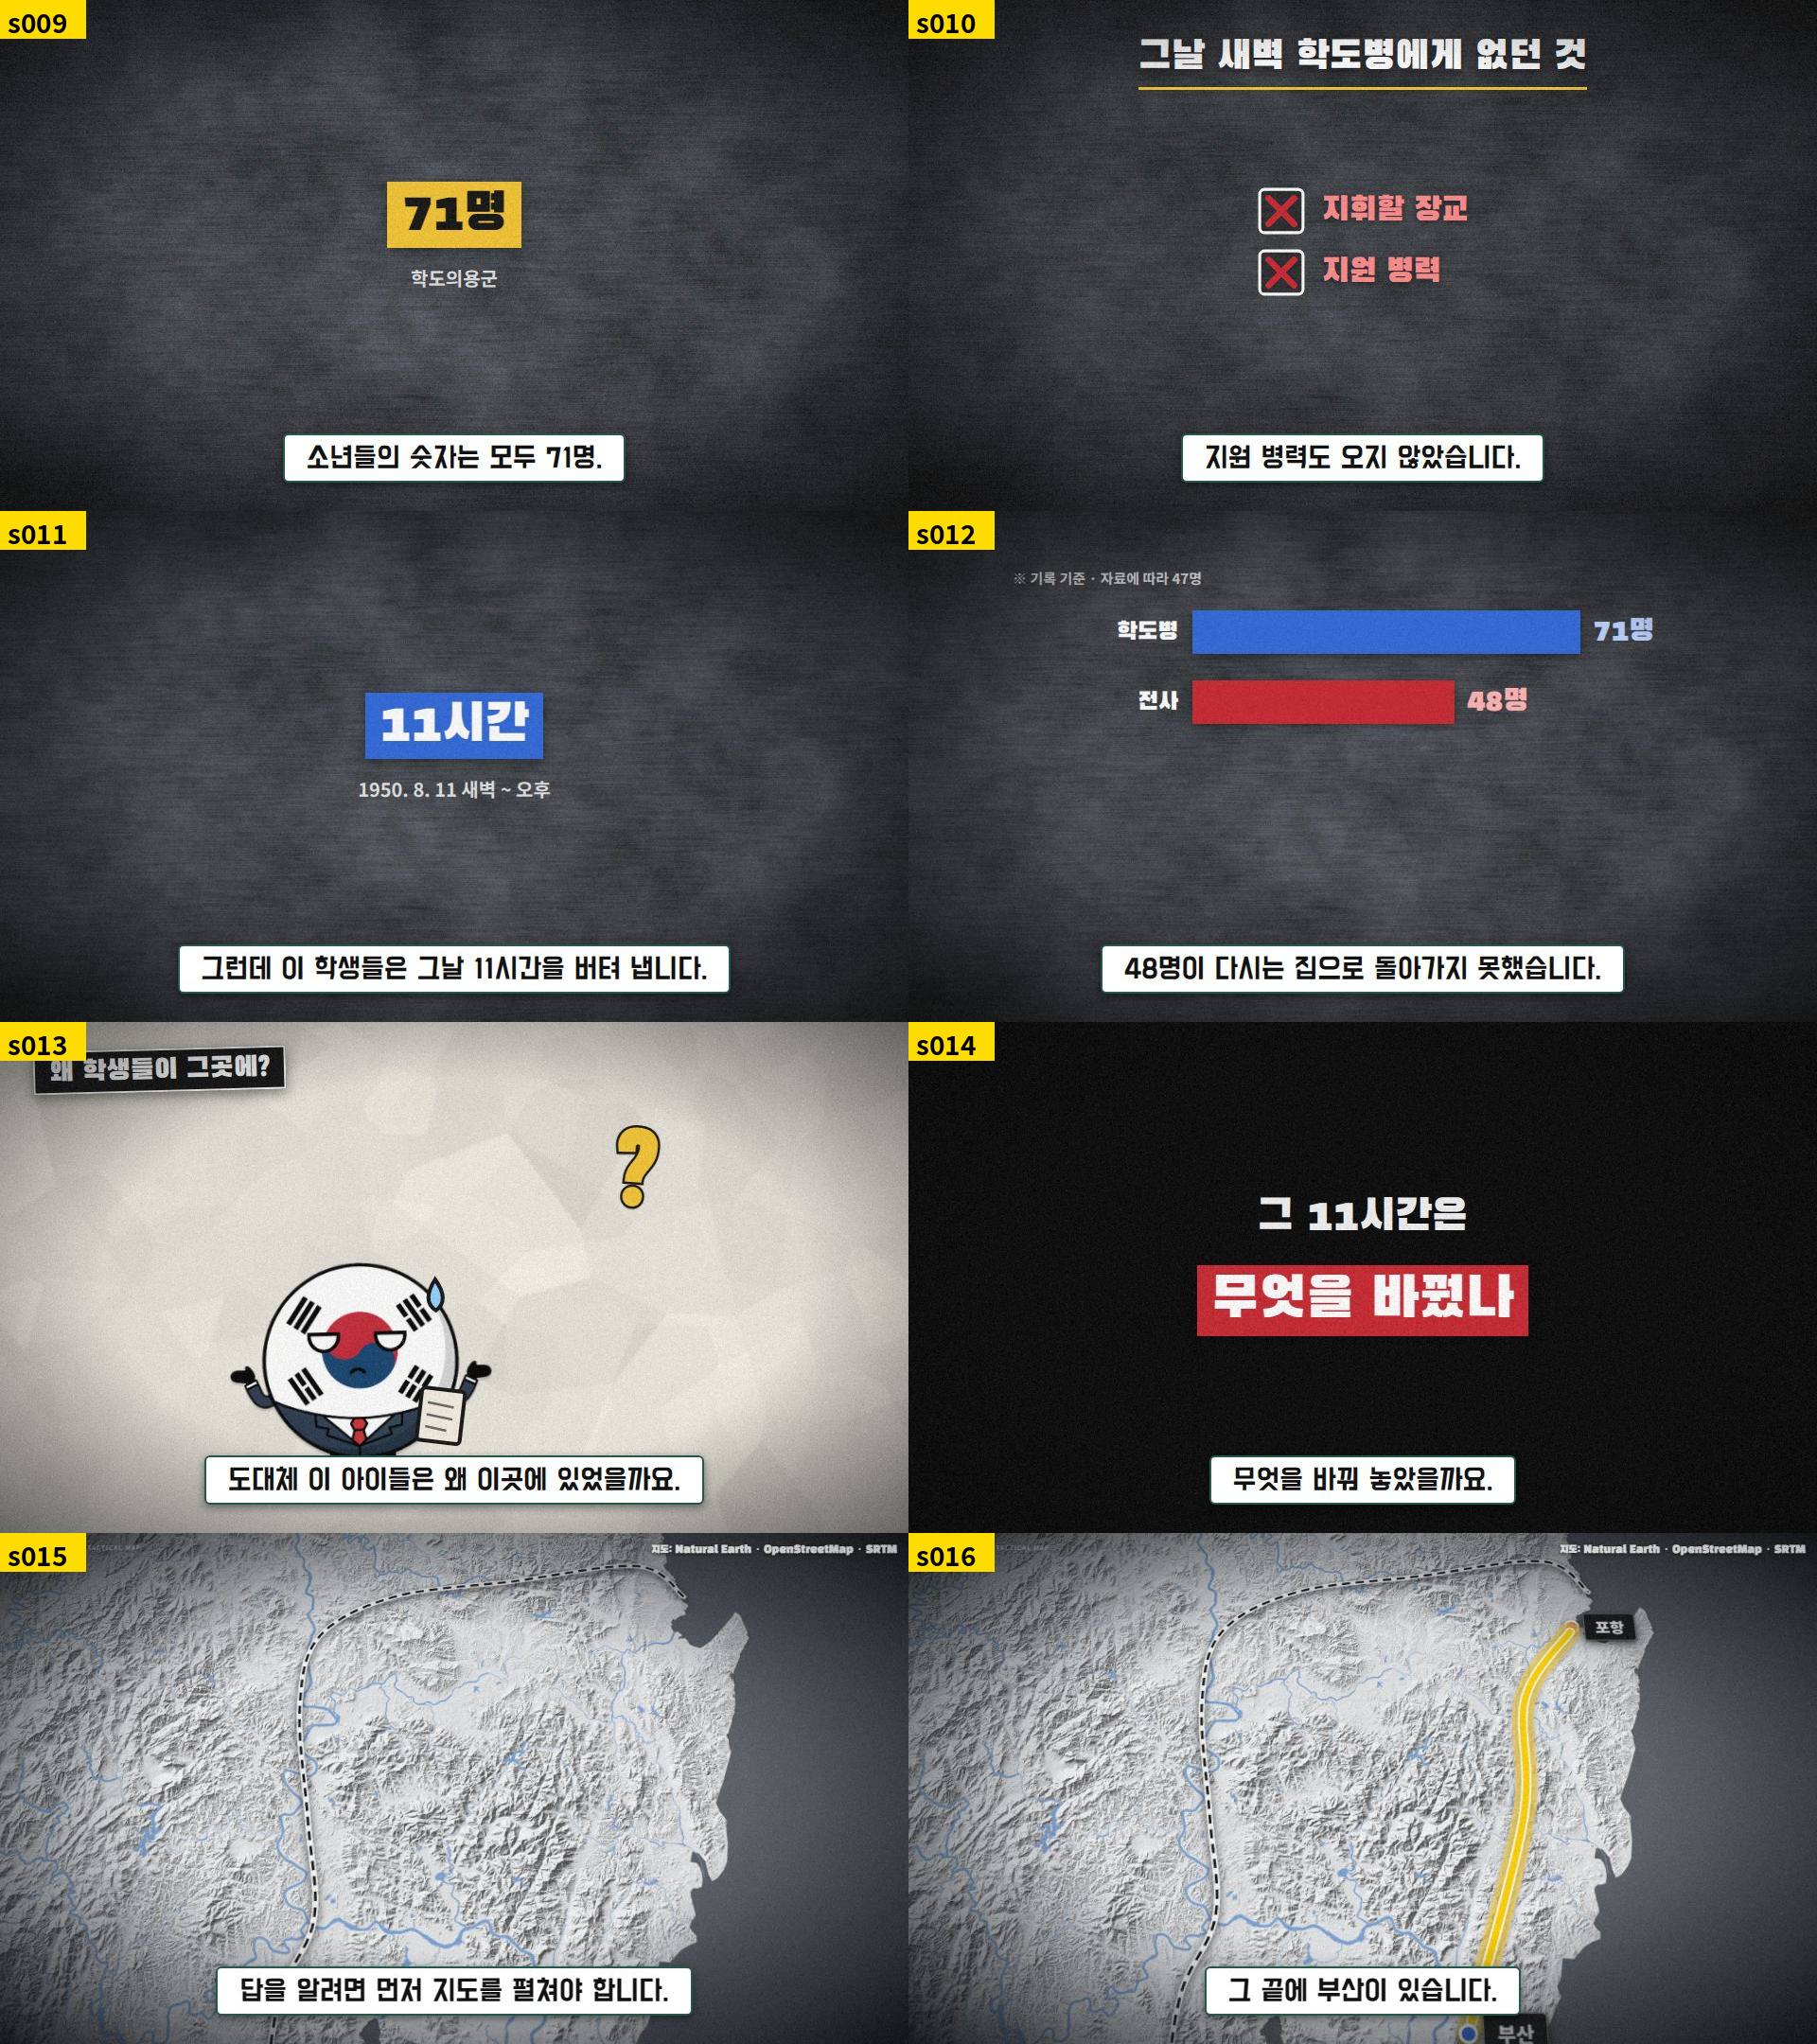 s009
71명
학도의용군
소년들의 숫자는 모두 71명.
s010
그날 새벽 학도병에게 없던 것
지휘할 장교
지원 병력
지원 병력도 오지 않았습니다.
s011
11시간
1950. 8. 11 새벽 ~ 오후
그런데 이 학생들은 그날 11시간을 버텨 냅니다.
s012
※ 기록 기준 · 자료에 따라 47명
학도병 71명
전사 48명
48명이 다시는 집으로 돌아가지 못했습니다.
s013
왜 학생들이 그곳에?
?
도대체 이 아이들은 왜 이곳에 있었을까요.
s014
그 11시간은
무엇을 바꿨나
무엇을 바꿔 놓았을까요.
s015
TACTICAL MAP
지도: Natural Earth · OpenStreetMap · SRTM
답을 알려면 먼저 지도를 펼쳐야 합니다.
s016
TACTICAL MAP
지도: Natural Earth · OpenStreetMap · SRTM
포항
그 끝에 부산이 있습니다.
부산